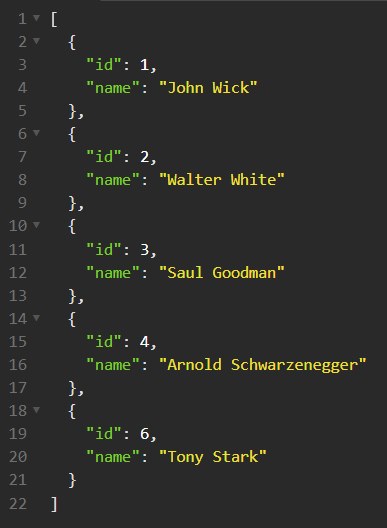 1 [
2   {
3     "id": 1,
4     "name": "John Wick"
5   },
6   {
7     "id": 2,
8     "name": "Walter White"
9   },
10   {
11     "id": 3,
12     "name": "Saul Goodman"
13   },
14   {
15     "id": 4,
16     "name": "Arnold Schwarzenegger"
17   },
18   {
19     "id": 6,
20     "name": "Tony Stark"
21   }
22 ]